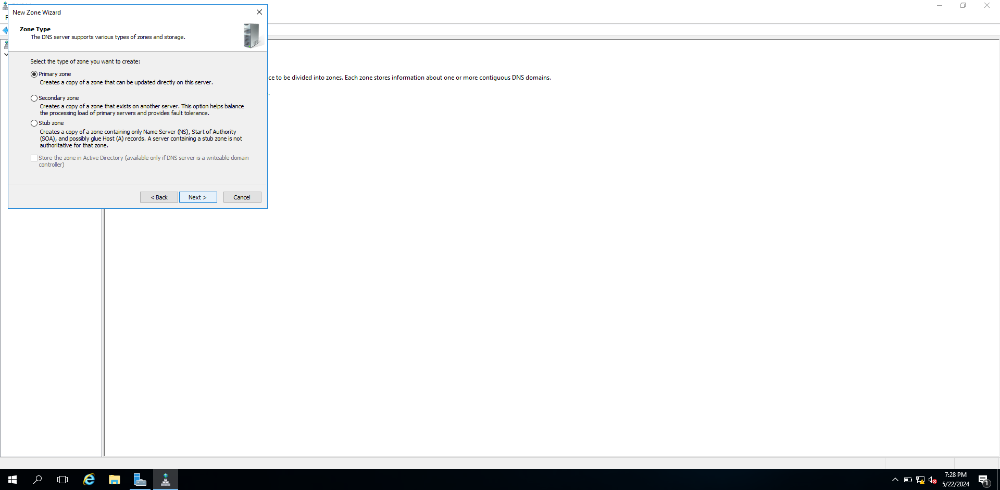 New Zone Wizard
Zone Type
The DNS server supports various types of zones and storage.
Select the type of zone you want to create:
Primary zone
Creates a copy of a zone that can be updated directly on this server.
ce to be divided into zones. Each zone stores information about one or more contiguous DNS domains.
Secondary zone
Creates a copy of a zone that exists on another server. This option helps balance
the processing load of primary servers and provides fault tolerance.
Stub zone
Creates a copy of a zone containing only Name Server (NS), Start of Authority
(SOA), and possibly glue Host (A) records. A server containing a stub zone is not
authoritative for that zone.
Store the zone in Active Directory (available only if DNS server is a writeable domain
controller)
< Back
Next >
Cancel
7:28 PM
5/22/2024
1